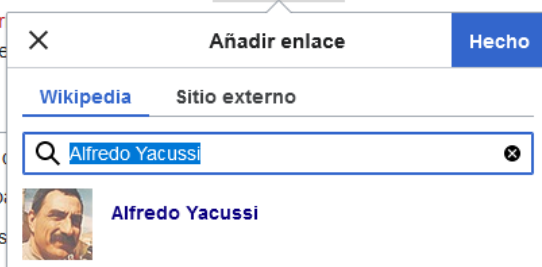 Añadir enlace
Hecho
Wikipedia
Sitio externo
Alfredo Yacussi
Alfredo Yacussi